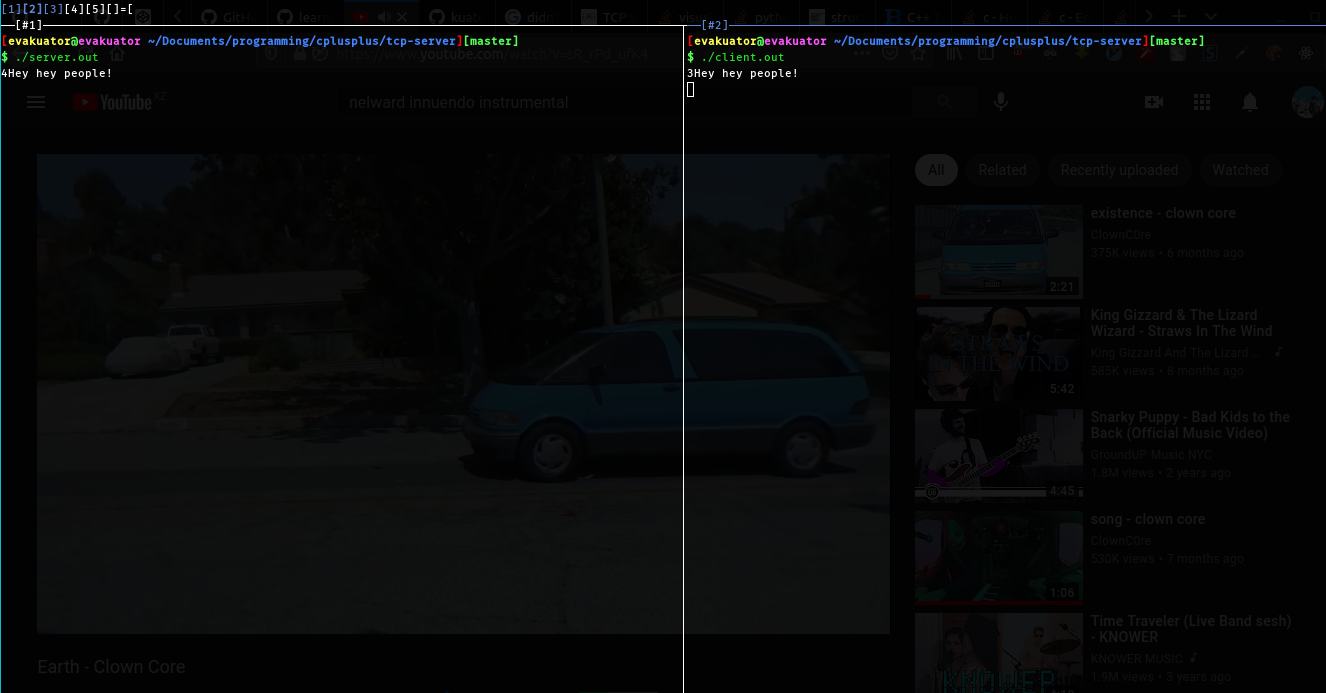 [1][2][3][4][5][]=[
[#1]
[evakuator@evakuator ~/Documents/programming/cplusplus/tcp-server][master]
$ ./server.out
4Hey hey people!
[#2]
[evakuator@evakuator ~/Documents/programming/cplusplus/tcp-server][master]
$ ./client.out
3Hey hey people!
YouTube KZ
nelward innuendo instrumental
All Related Recently uploaded Watched
existence - clown core
ClownC0re
375K views • 6 months ago
2:21
King Gizzard & The Lizard
Wizard - Straws In The Wind
King Gizzard And The Lizard ...
585K views • 8 months ago
5:42
Snarky Puppy - Bad Kids to the
Back (Official Music Video)
GroundUP Music NYC
1.8M views • 2 years ago
4:45
song - clown core
ClownC0re
530K views • 7 months ago
1:06
Time Traveler (Live Band sesh)
- KNOWER
KNOWER MUSIC
1.9M views • 3 years ago
KNOWER
Earth - Clown Core